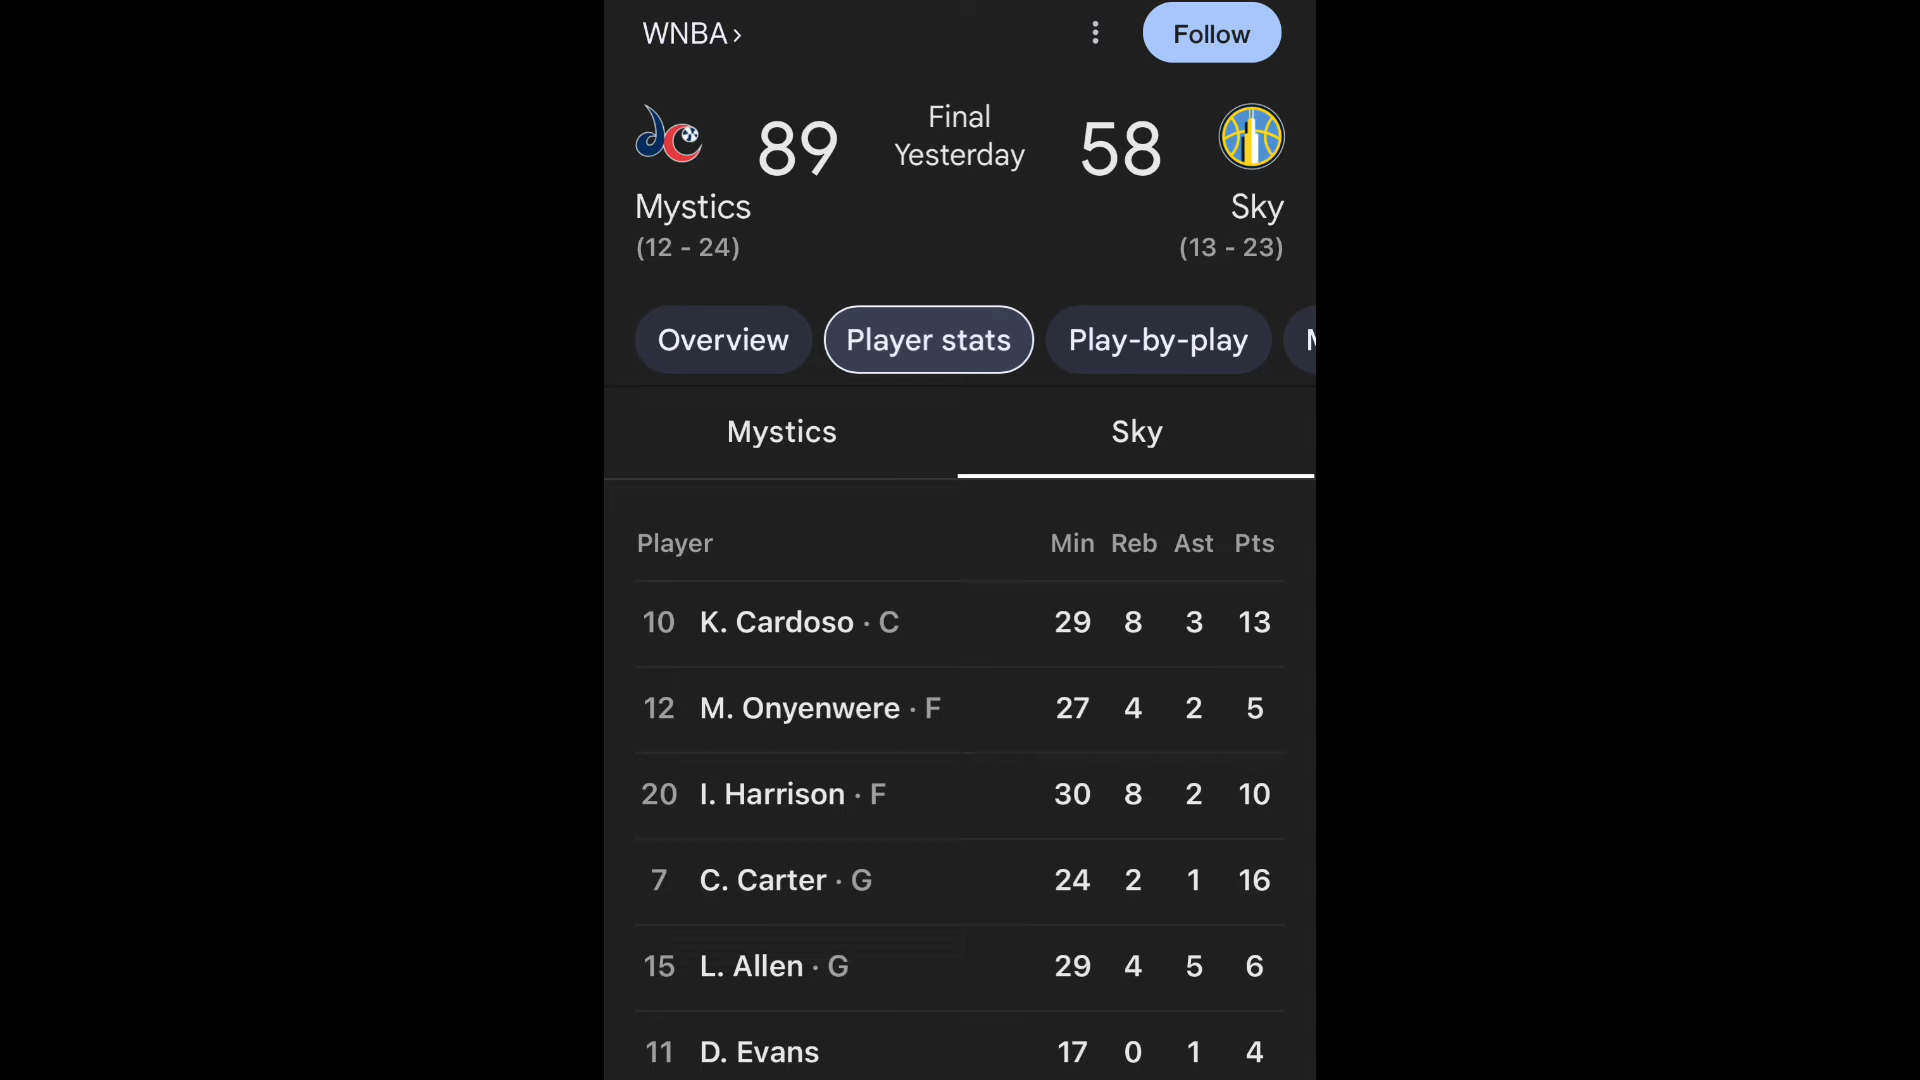 WNBA ›
Follow
89
Final
Yesterday
58
Mystics
Sky
(12 - 24)
(13 - 23)
Overview
Player stats
Play-by-play
Mystics
Sky
Player Min Reb Ast Pts
10 K. Cardoso · C 29 8 3 13
12 M. Onyenwere · F 27 4 2 5
20 I. Harrison · F 30 8 2 10
7 C. Carter · G 24 2 1 16
15 L. Allen · G 29 4 5 6
11 D. Evans 17 0 1 4